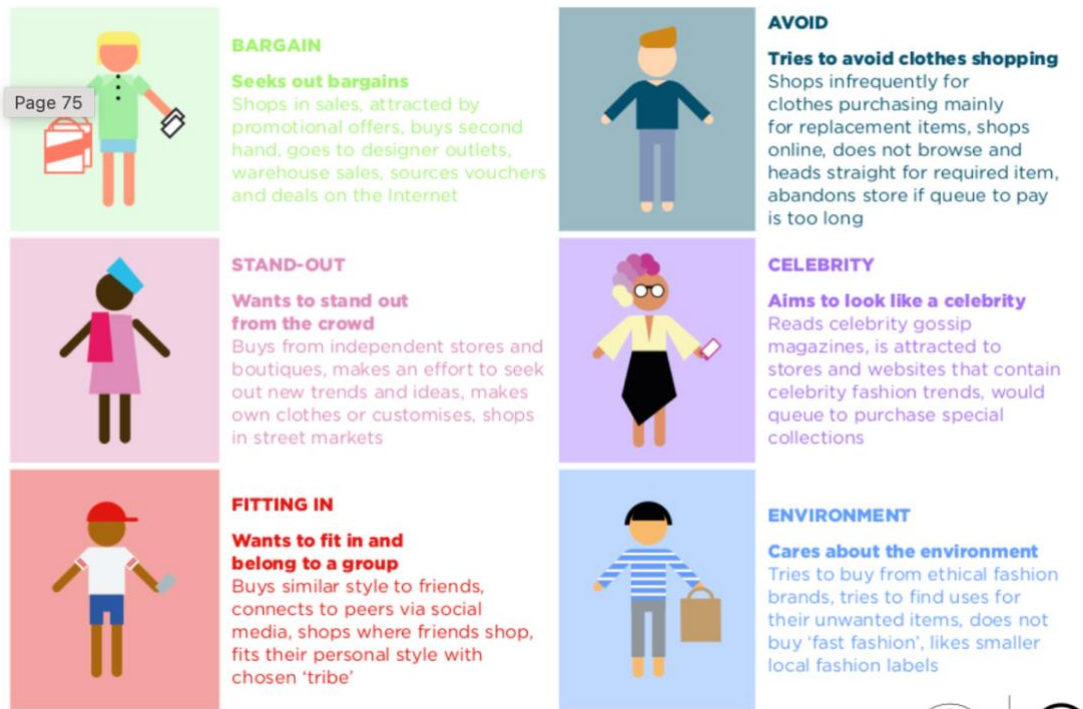 BARGAIN
Seeks out bargains
Shops in sales, attracted by
promotional offers, buys second
hand, goes to designer outlets,
warehouse sales, sources vouchers
and deals on the Internet
Page 75
AVOID
Tries to avoid clothes shopping
Shops infrequently for
clothes purchasing mainly
for replacement items, shops
online, does not browse and
heads straight for required item,
abandons store if queue to pay
is too long
STAND-OUT
Wants to stand out
from the crowd
Buys from independent stores and
boutiques, makes an effort to seek
out new trends and ideas, makes
own clothes or customises, shops
in street markets
CELEBRITY
Aims to look like a celebrity
Reads celebrity gossip
magazines, is attracted to
stores and websites that contain
celebrity fashion trends, would
queue to purchase special
collections
FITTING IN
Wants to fit in and
belong to a group
Buys similar style to friends,
connects to peers via social
media, shops where friends shop,
fits their personal style with
chosen ‘tribe’
ENVIRONMENT
Cares about the environment
Tries to buy from ethical fashion
brands, tries to find uses for
their unwanted items, does not
buy ‘fast fashion’, likes smaller
local fashion labels